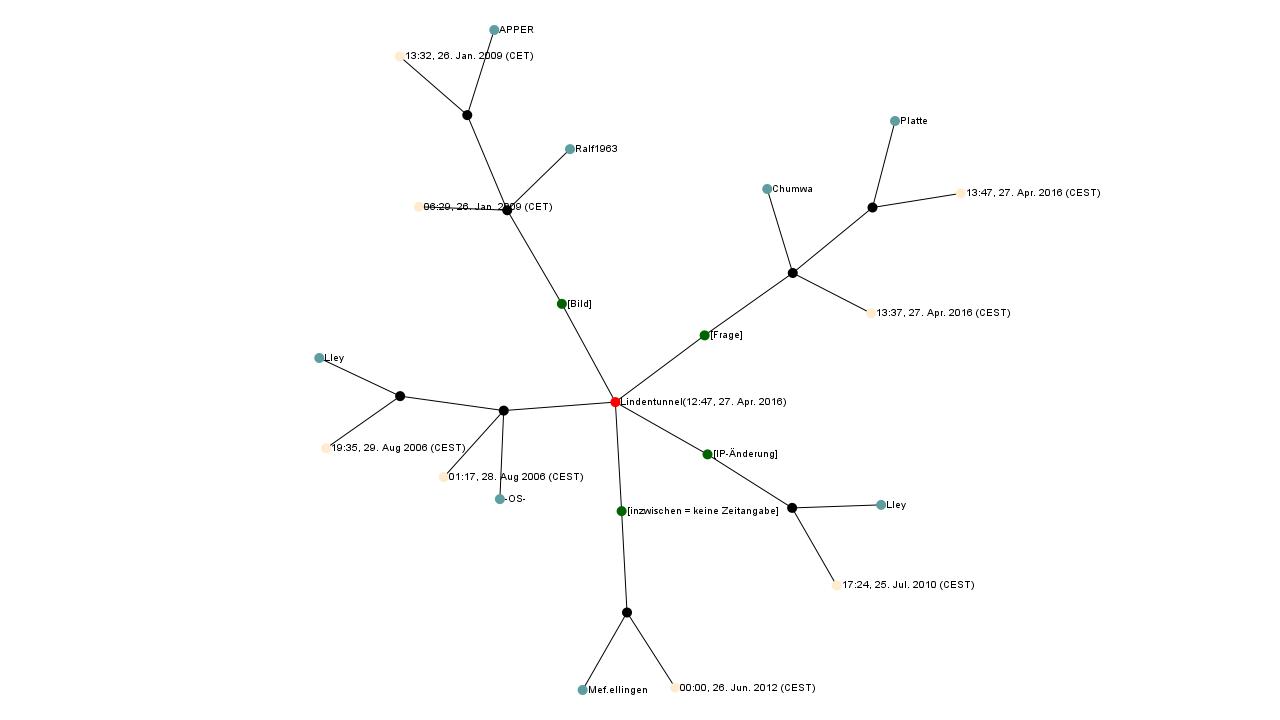 APPER
13:32, 26. Jan. 2009 (CET)
Platte
Ralf1963
Chumwa
13:47, 27. Apr. 2016 (CEST)
06:29, 26. Jan. 2009 (CET)
[Bild]
13:37, 27. Apr. 2016 (CEST)
[Frage]
Lley
Lindentunnel(12:47, 27. Apr. 2016)
19:35, 29. Aug 2006 (CEST)
[IP-Änderung]
01:17, 28. Aug 2006 (CEST)
-OS-
Lley
[inzwischen = keine Zeitangabe]
17:24, 25. Jul. 2010 (CEST)
Mef.ellingen
00:00, 26. Jun. 2012 (CEST)